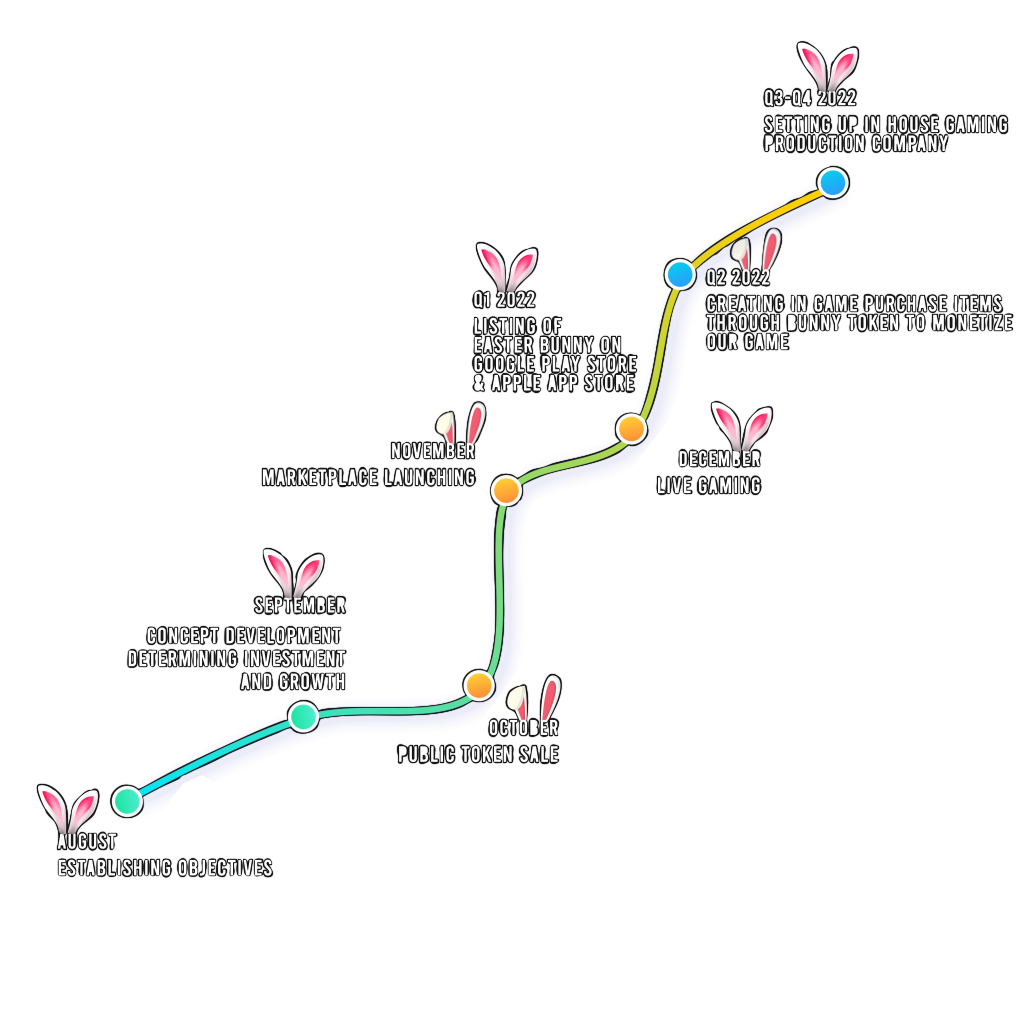 Q3-Q4 2022
SETTING UP IN HOUSE GAMING
PRODUCTION COMPANY
Q2 2022
CREATING IN GAME PURCHASE ITEMS
THROUGH BUNNY TOKEN TO MONETIZE
OUR GAME
Q1 2022
LISTING OF
EASTER BUNNY ON
GOOGLE PLAY STORE
& APPLE APP STORE
DECEMBER
LIVE GAMING
NOVEMBER
MARKETPLACE LAUNCHING
OCTOBER
PUBLIC TOKEN SALE
SEPTEMBER
CONCEPT DEVELOPMENT
DETERMINING INVESTMENT
AND GROWTH
AUGUST
ESTABLISHING OBJECTIVES